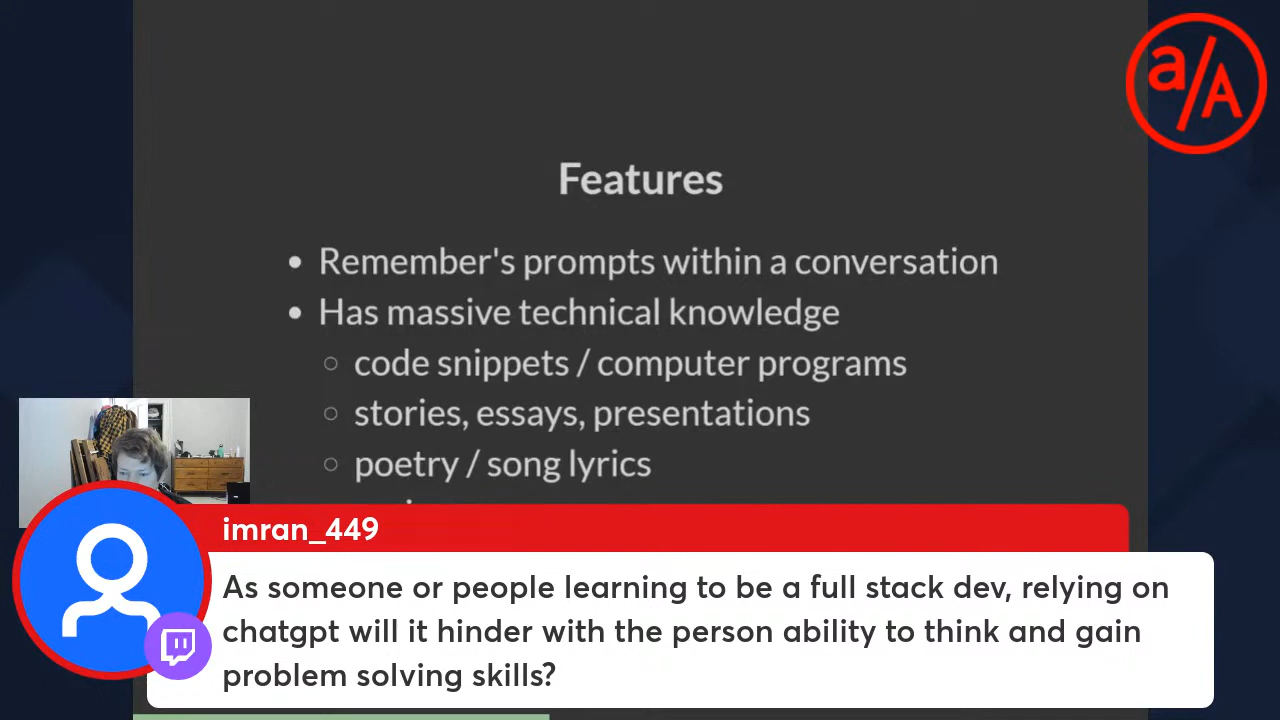 a/A
Features
Remember's prompts within a conversation
Has massive technical knowledge
code snippets / computer programs
stories, essays, presentations
poetry / song lyrics
imran_449
As someone or people learning to be a full stack dev, relying on
chatgpt will it hinder with the person ability to think and gain
problem solving skills?